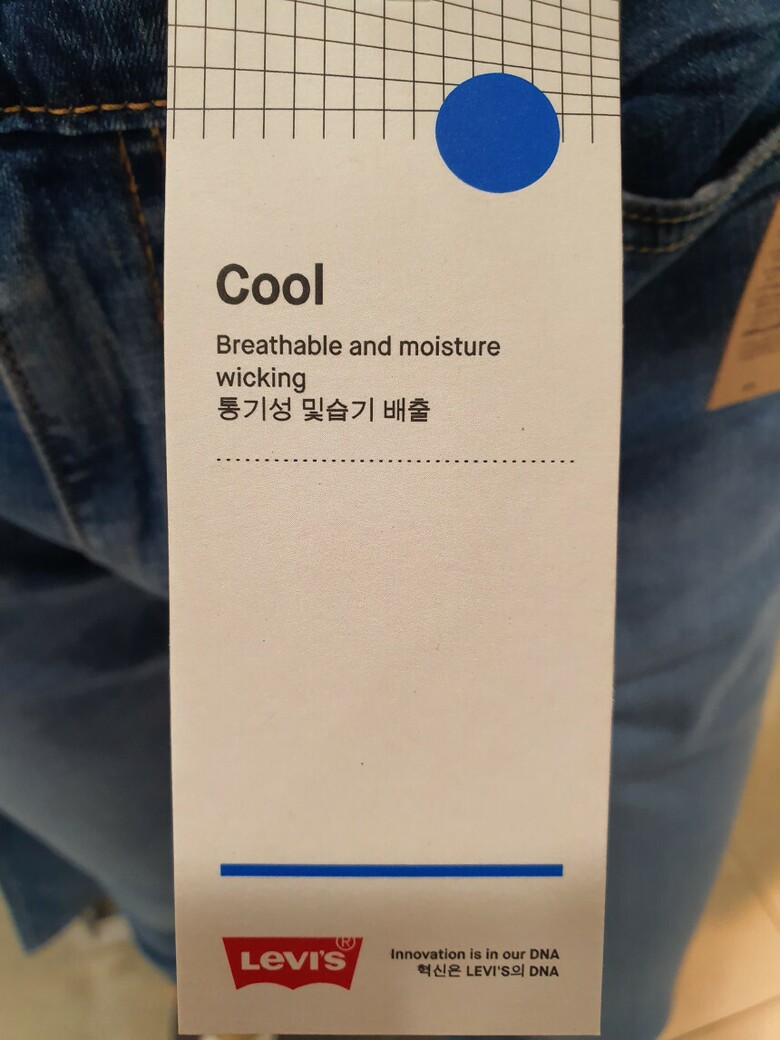 Cool
Breathable and moisture
wicking
통기성 및습기 배출
LEVI'S®
Innovation is in our DNA
혁신은 LEVI'S의 DNA